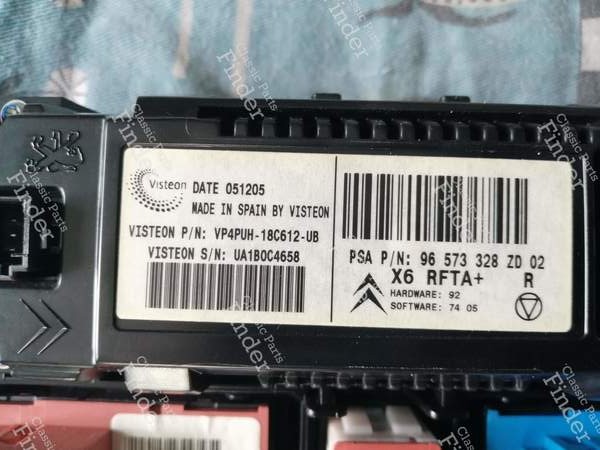 Visteon DATE 051205
MADE IN SPAIN BY VISTEON
VISTEON P/N: VP4PUH-18C612-UB
VISTEON S/N: UA1B0C4658
PSA P/N: 96 573 328 ZD 02
X6 RFTA+ R
HARDWARE: 92
SOFTWARE: 74 05
Classic Parts
Finder